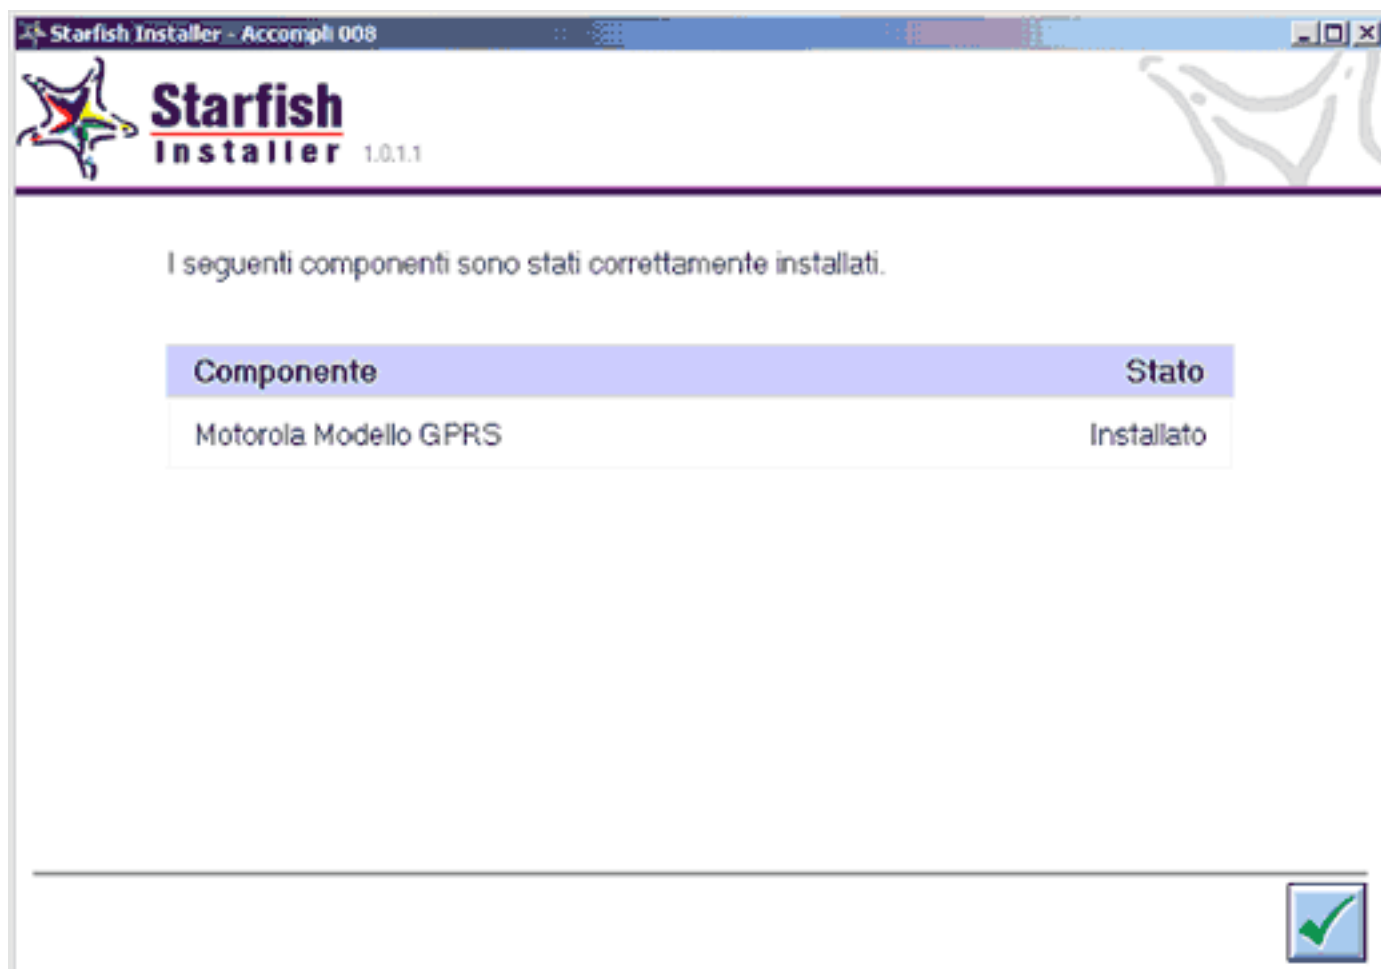 Starfish Installer - Accompli 008
Starfish
Installer 1.0.1.1
I seguenti componenti sono stati correttamente installati.
Componente Stato
Motorola Modello GPRS Installato